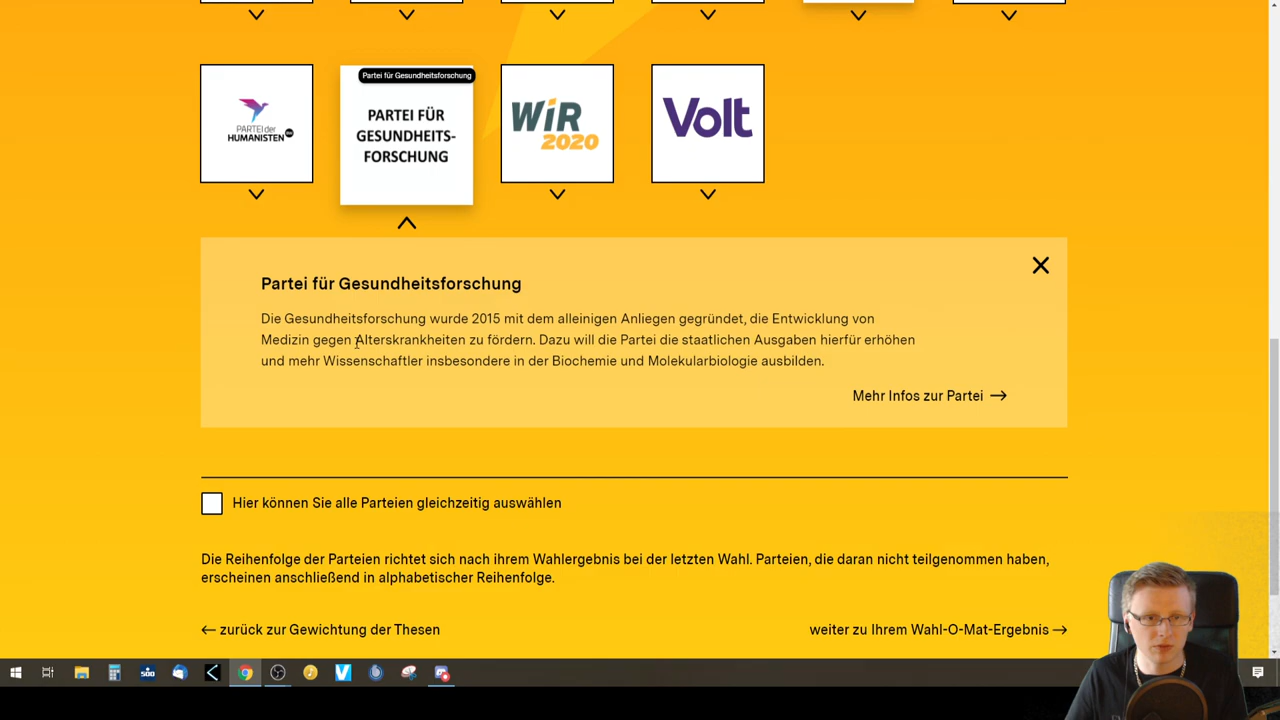 PARTEI der
HUMANISTEN
Partei für Gesundheitsforschung
PARTEI FÜR
GESUNDHEITS-
FORSCHUNG
WiR
2020
Volt
Partei für Gesundheitsforschung
Die Gesundheitsforschung wurde 2015 mit dem alleinigen Anliegen gegründet, die Entwicklung von
Medizin gegen Alterskrankheiten zu fördern. Dazu will die Partei die staatlichen Ausgaben hierfür erhöhen
und mehr Wissenschaftler insbesondere in der Biochemie und Molekularbiologie ausbilden.
Mehr Infos zur Partei →
Hier können Sie alle Parteien gleichzeitig auswählen
Die Reihenfolge der Parteien richtet sich nach ihrem Wahlergebnis bei der letzten Wahl. Parteien, die daran nicht teilgenommen haben,
erscheinen anschließend in alphabetischer Reihenfolge.
← zurück zur Gewichtung der Thesen
weiter zu Ihrem Wahl-O-Mat-Ergebnis →
500